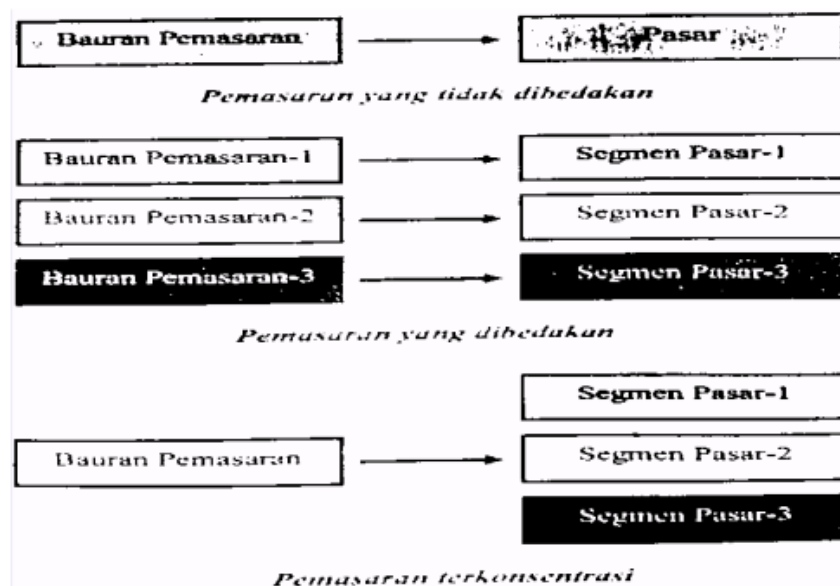 Bauran Pemasaran Pasar
Pemasaran yang tidak dibedakan
Bauran Pemasaran-1 Segmen Pasar-1
Bauran Pemasaran-2 Segmen Pasar-2
Bauran Pemasaran-3 Segmen Pasar-3
Pemasaran yang dibedakan
Segmen Pasar-1
Bauran Pemasaran Segmen Pasar-2
Segmen Pasar-3
Pemasaran terkonsentrasi